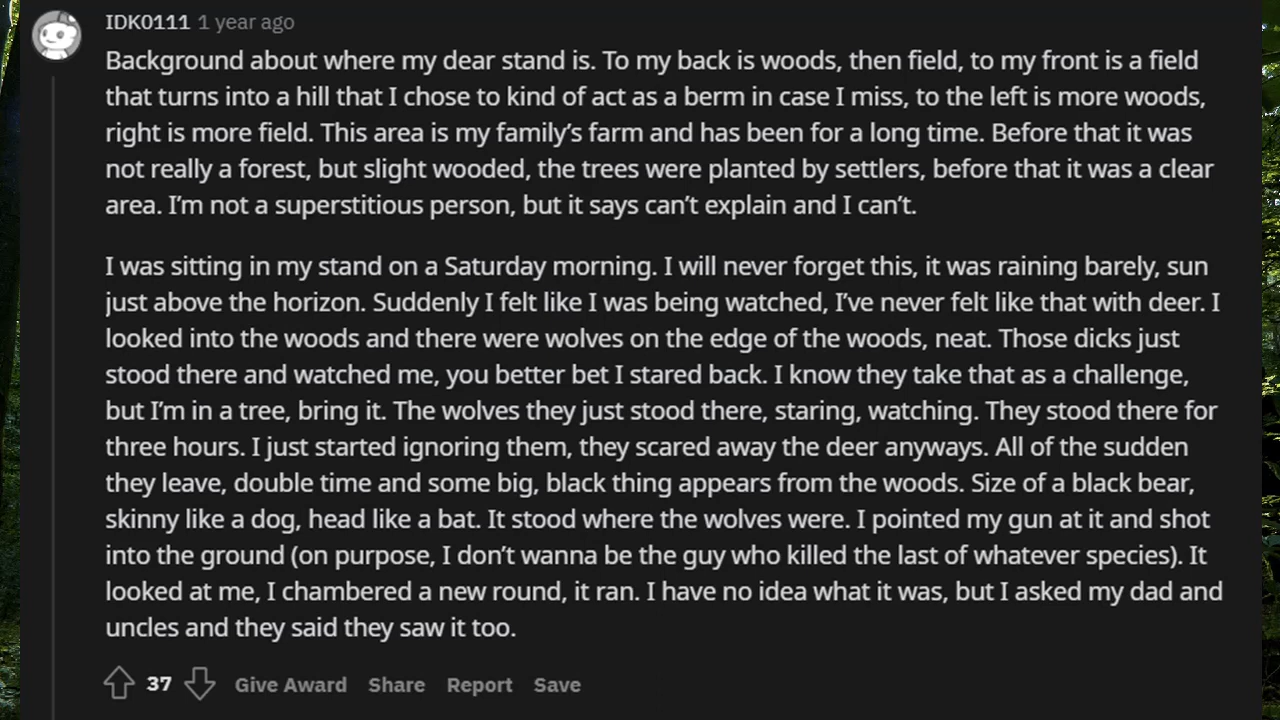 IDK0111 1 year ago
Background about where my dear stand is. To my back is woods, then field, to my front is a field
that turns into a hill that I chose to kind of act as a berm in case I miss, to the left is more woods,
right is more field. This area is my family's farm and has been for a long time. Before that it was
not really a forest, but slight wooded, the trees were planted by settlers, before that it was a clear
area. I'm not a superstitious person, but it says can't explain and I can't.
I was sitting in my stand on a Saturday morning. I will never forget this, it was raining barely, sun
just above the horizon. Suddenly I felt like I was being watched, I've never felt like that with deer. I
looked into the woods and there were wolves on the edge of the woods, neat. Those dicks just
stood there and watched me, you better bet I stared back. I know they take that as a challenge,
but I'm in a tree, bring it. The wolves they just stood there, staring, watching. They stood there for
three hours. I just started ignoring them, they scared away the deer anyways. All of the sudden
they leave, double time and some big, black thing appears from the woods. Size of a black bear,
skinny like a dog, head like a bat. It stood where the wolves were. I pointed my gun at it and shot
into the ground (on purpose, I don't wanna be the guy who killed the last of whatever species). It
looked at me, I chambered a new round, it ran. I have no idea what it was, but I asked my dad and
uncles and they said they saw it too.
37 Give Award Share Report Save